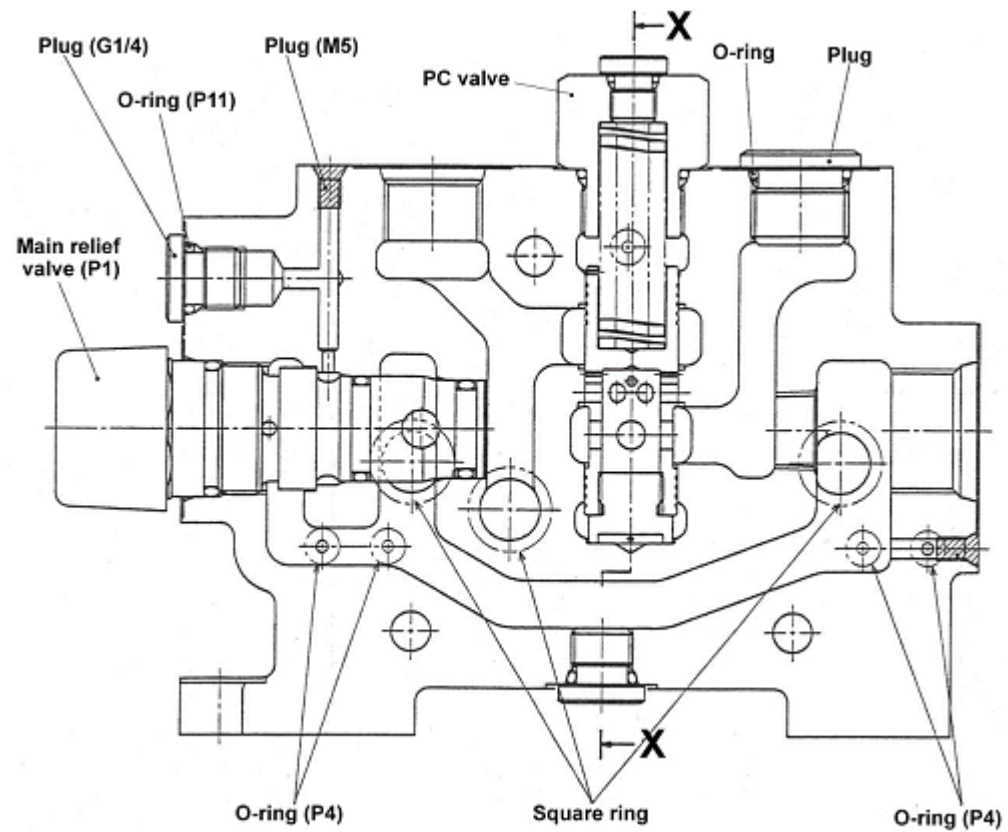 X
Plug (G1/4)
Plug (M5)
O-ring
Plug
PC valve
O-ring (P11)
Main relief
valve (P1)
X
O-ring (P4)
Square ring
O-ring (P4)